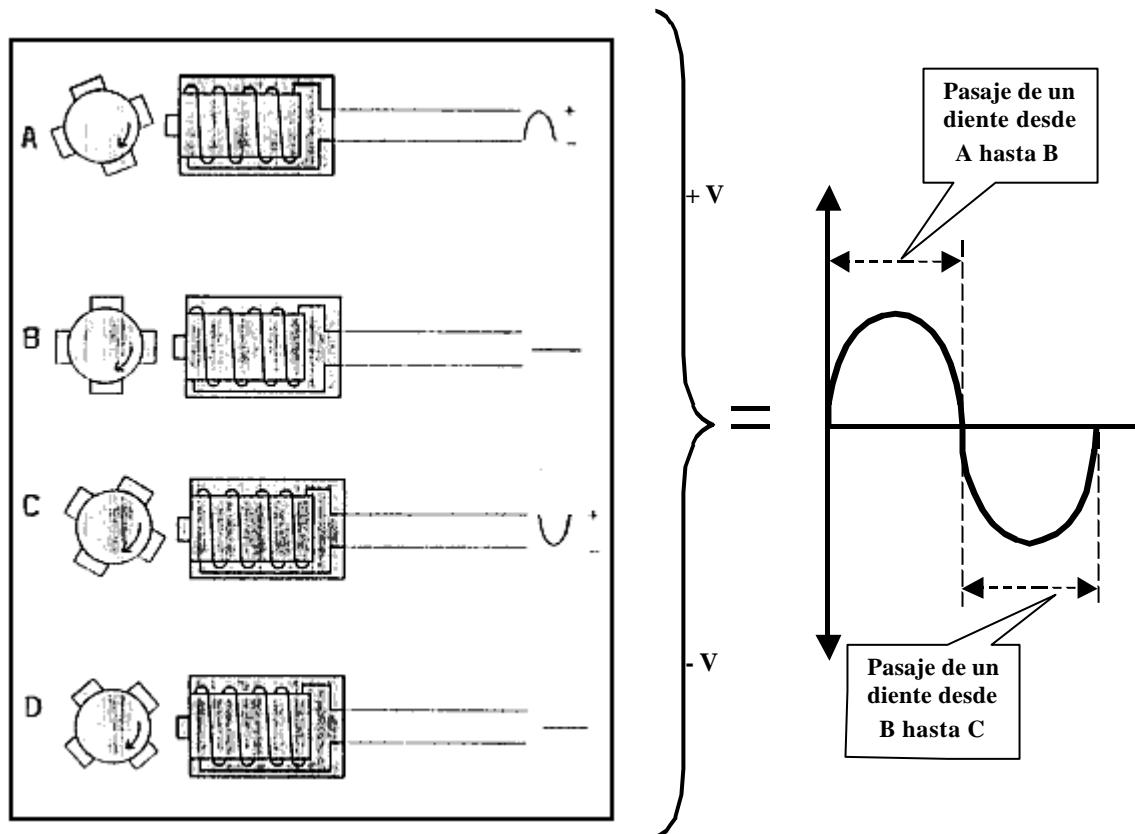 A
+
-
B
C
+
-
D
+ V
- V
=
Pasaje de un
diente desde
A hasta B
Pasaje de un
diente desde
B hasta C